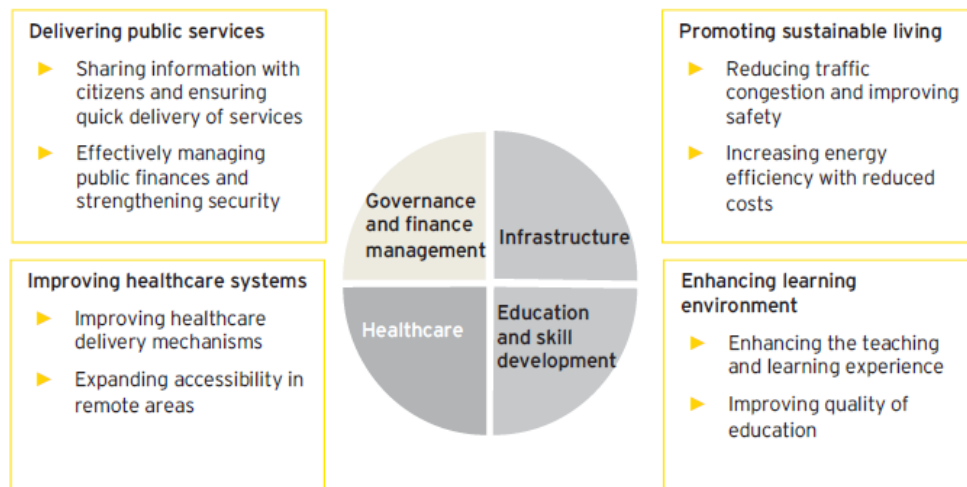 Delivering public services
► Sharing information with
citizens and ensuring
quick delivery of services
► Effectively managing
public finances and
strengthening security
Promoting sustainable living
► Reducing traffic
congestion and improving
safety
► Increasing energy
efficiency with reduced
costs
Governance
and finance
management
Infrastructure
Healthcare
Education
and skill
development
Improving healthcare systems
► Improving healthcare
delivery mechanisms
► Expanding accessibility in
remote areas
Enhancing learning
environment
► Enhancing the teaching
and learning experience
► Improving quality of
education